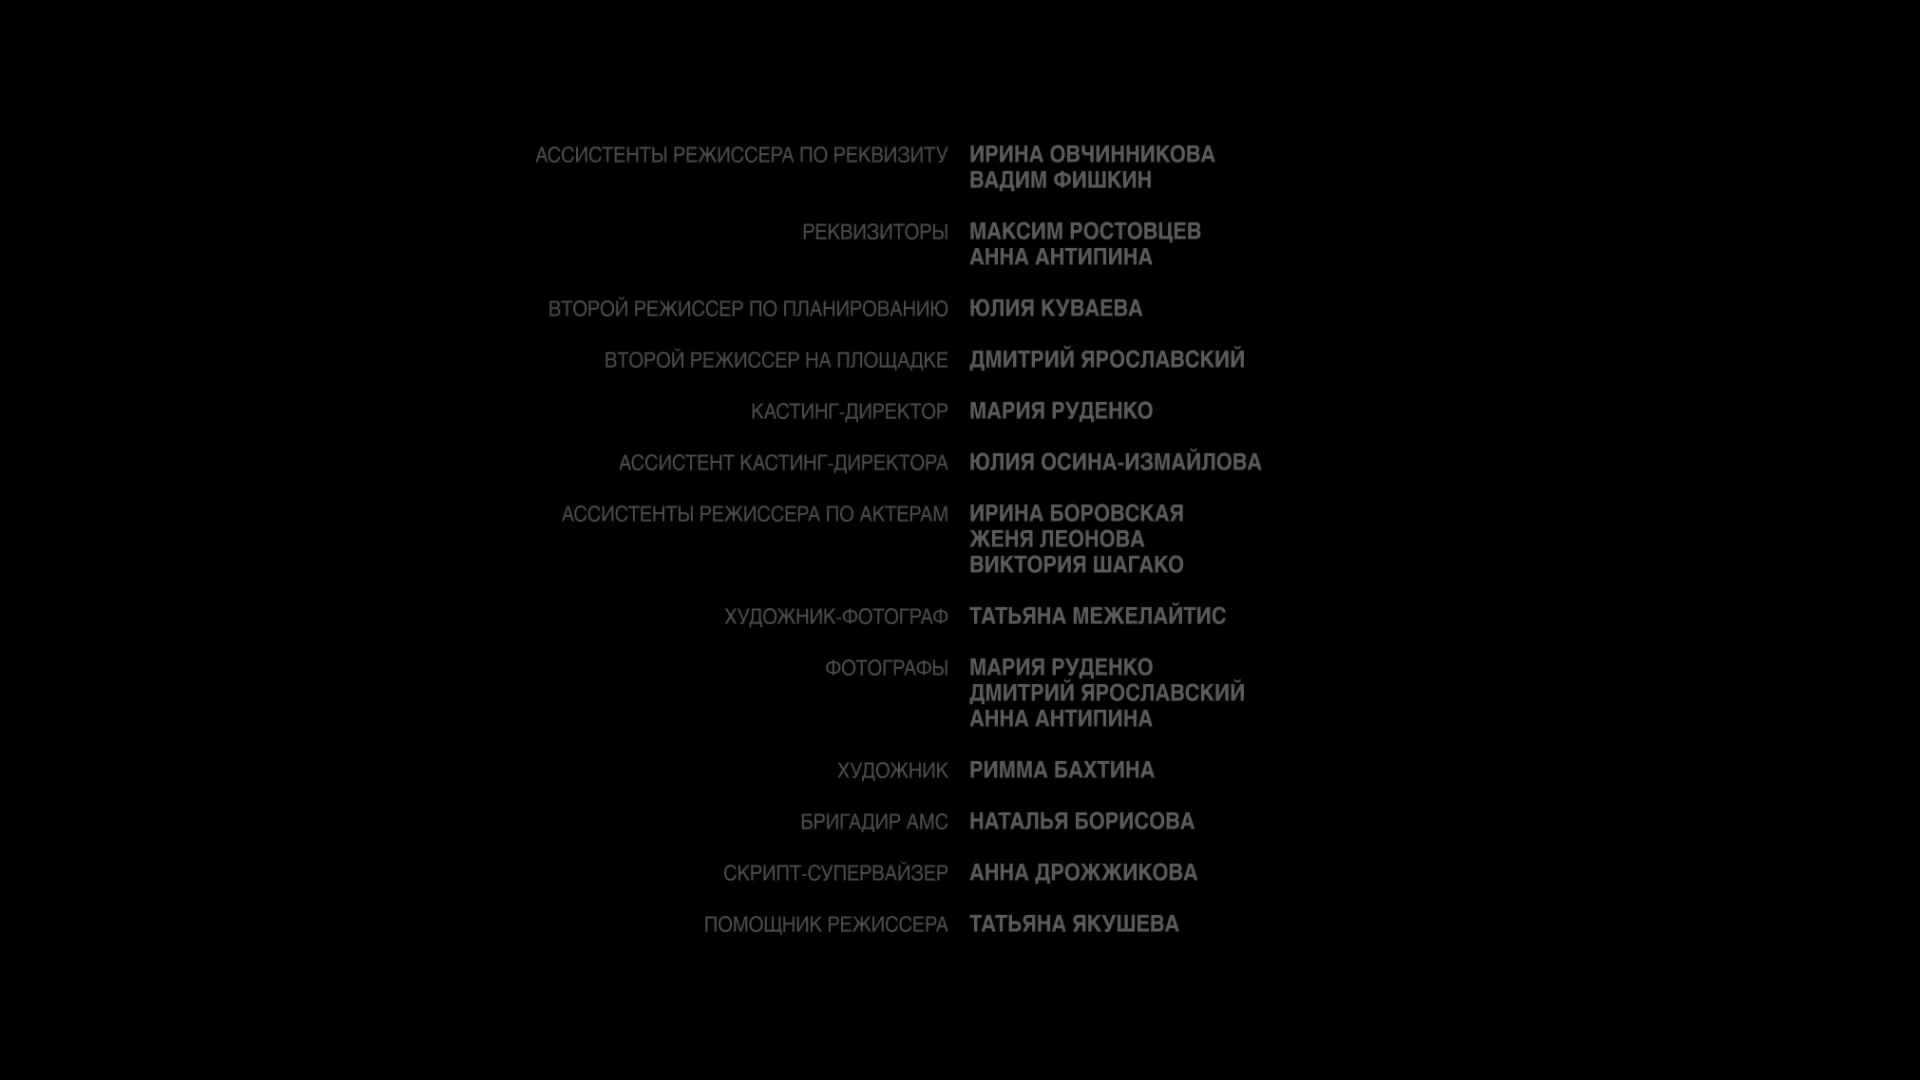 АССИСТЕНТЫ РЕЖИССЕРА ПО РЕКВИЗИТУ ИРИНА ОВЧИННИКОВА
ВАДИМ ФИШКИН
РЕКВИЗИТОРЫ МАКСИМ РОСТОВЦЕВ
АННА АНТИПИНА
ВТОРОЙ РЕЖИССЕР ПО ПЛАНИРОВАНИЮ ЮЛИЯ КУВАЕВА
ВТОРОЙ РЕЖИССЕР НА ПЛОЩАДКЕ ДМИТРИЙ ЯРОСЛАВСКИЙ
КАСТИНГ-ДИРЕКТОР МАРИЯ РУДЕНКО
АССИСТЕНТ КАСТИНГ-ДИРЕКТОРА ЮЛИЯ ОСИНА-ИЗМАЙЛОВА
АССИСТЕНТЫ РЕЖИССЕРА ПО АКТЕРАМ ИРИНА БОРОВСКАЯ
ЖЕНЯ ЛЕОНОВА
ВИКТОРИЯ ШАГАКО
ХУДОЖНИК-ФОТОГРАФ ТАТЬЯНА МЕЖЕЛАЙТИС
ФОТОГРАФЫ МАРИЯ РУДЕНКО
ДМИТРИЙ ЯРОСЛАВСКИЙ
АННА АНТИПИНА
ХУДОЖНИК РИММА БАХТИНА
БРИГАДИР АМС НАТАЛЬЯ БОРИСОВА
СКРИПТ-СУПЕРВАЙЗЕР АННА ДРОЖЖИКОВА
ПОМОЩНИК РЕЖИССЕРА ТАТЬЯНА ЯКУШЕВА